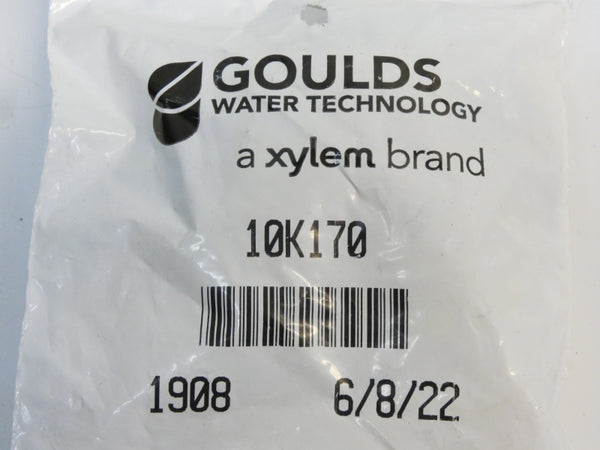 GOULDS
WATER TECHNOLOGY
a xylem brand
10K170
1908 6/8/22